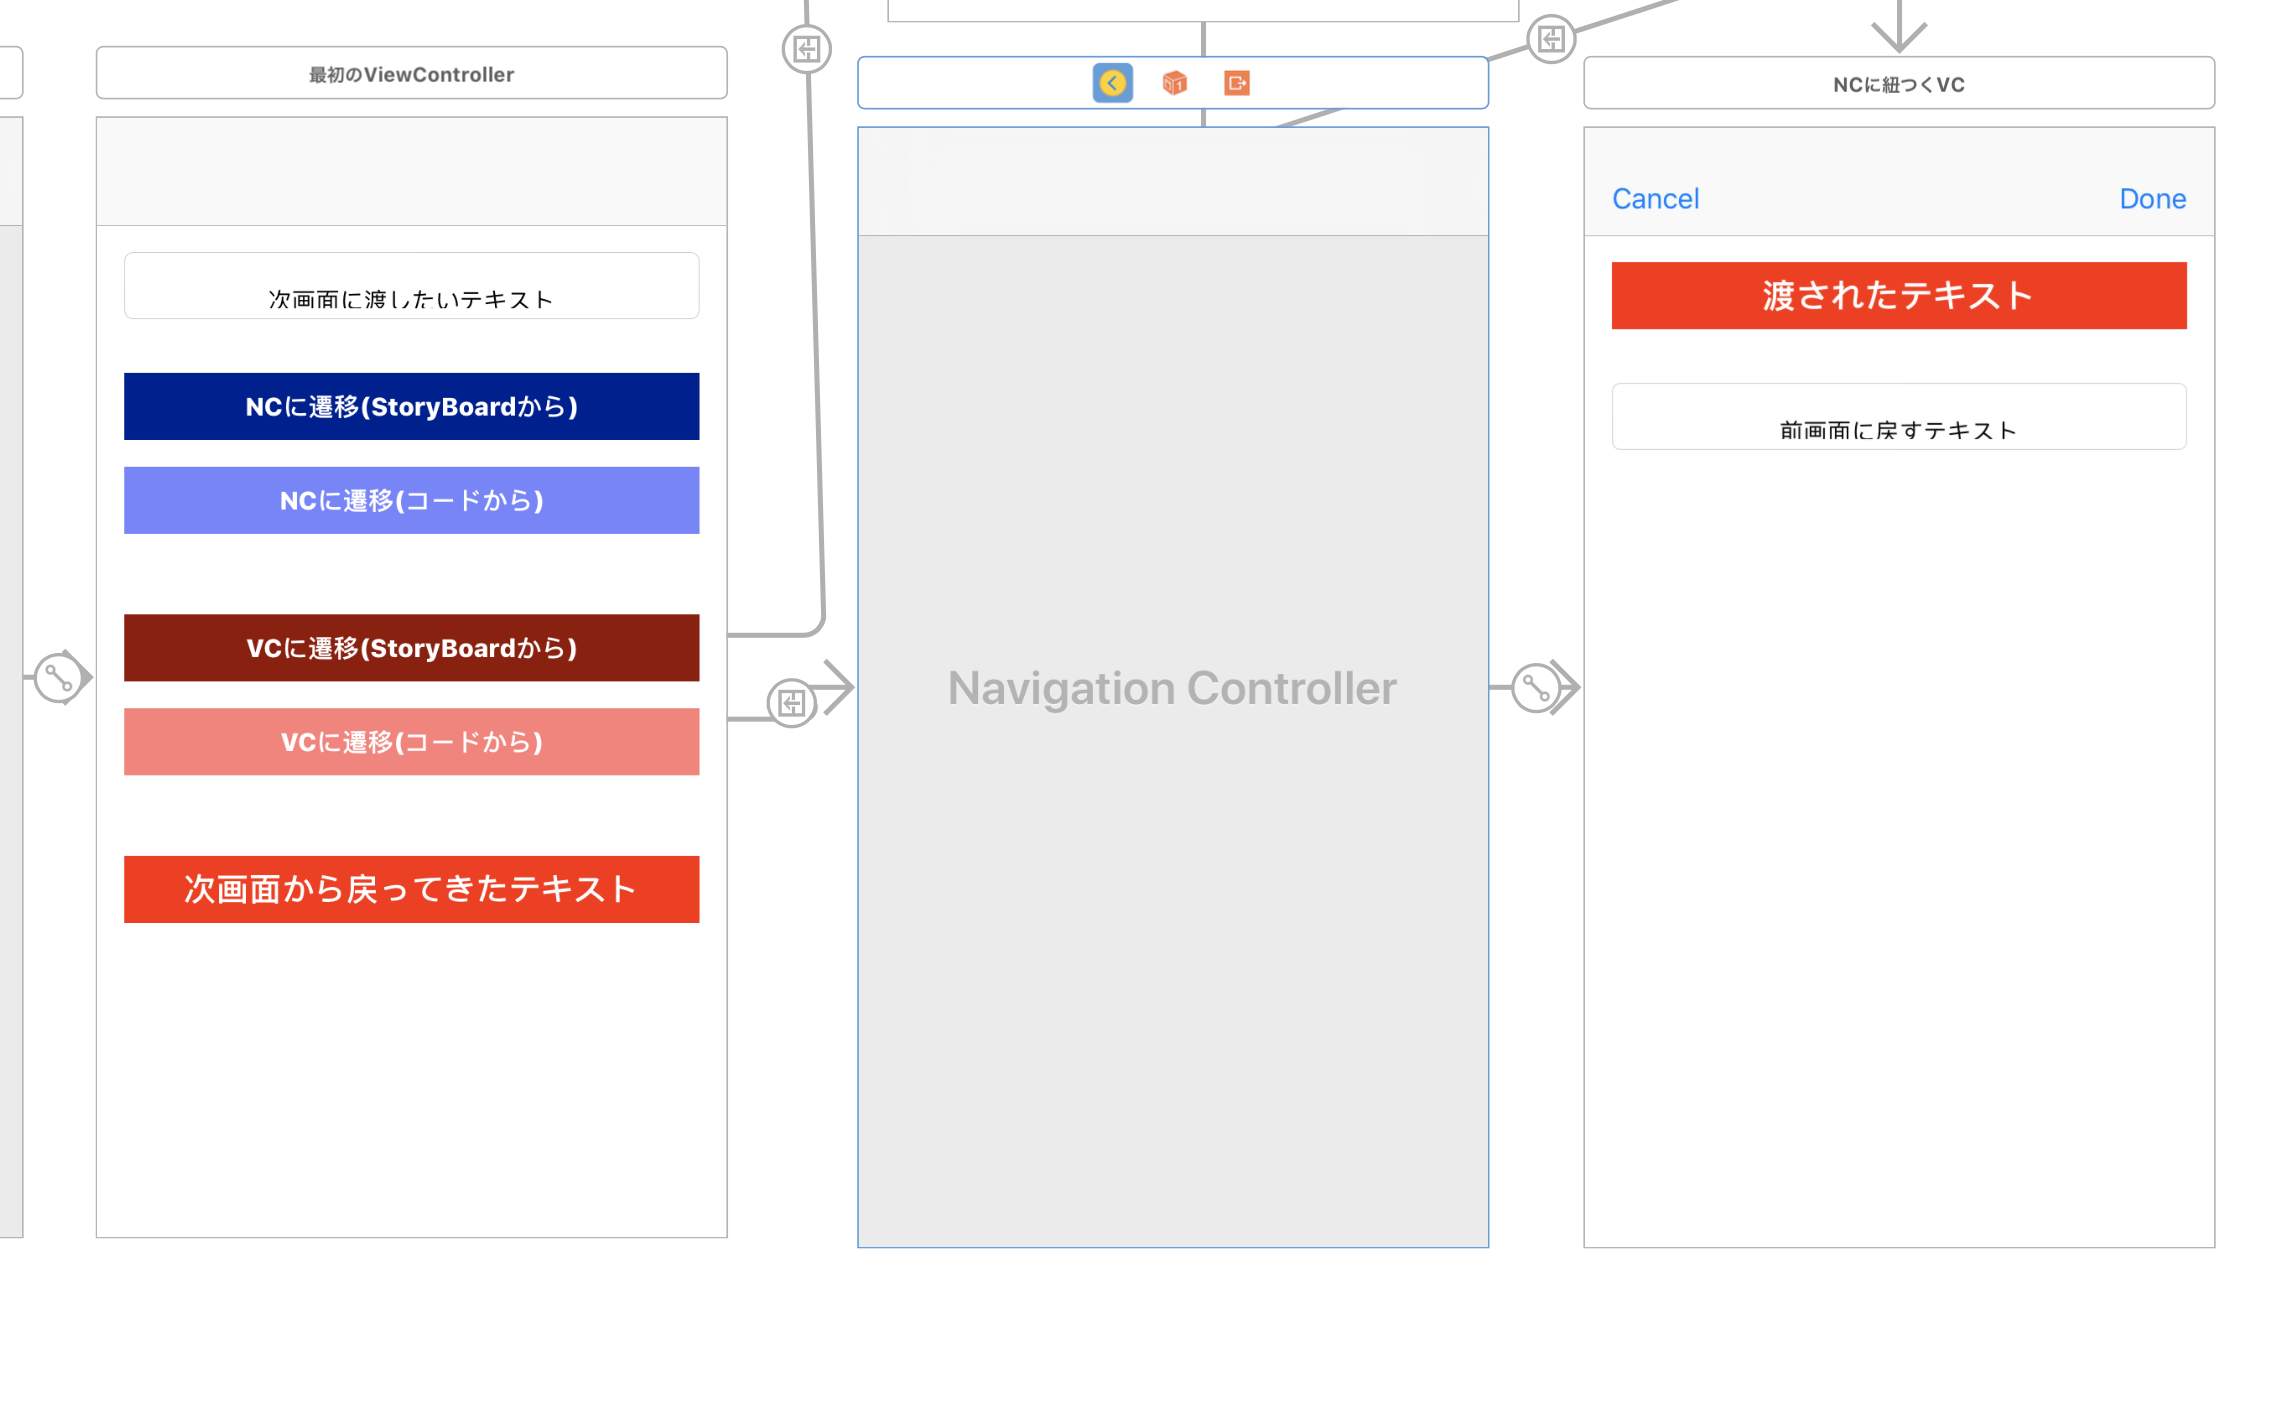 最初のViewController
次画面に渡したいテキスト
NCに遷移(StoryBoardから)
NCに遷移(コードから)
VCに遷移(StoryBoardから)
VCに遷移(コードから)
次画面から戻ってきたテキスト
Navigation Controller
NCに紐つくVC
Cancel
Done
渡されたテキスト
前画面に戻すテキスト